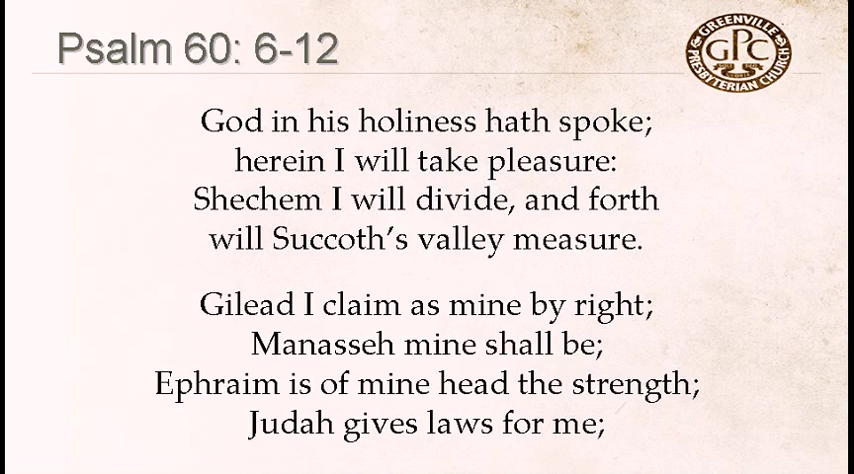 Psalm 60: 6-12
GREENVILLE
GPC
PRESBYTERIAN CHURCH
God in his holiness hath spoke;
herein I will take pleasure:
Shechem I will divide, and forth
will Succoth's valley measure.
Gilead I claim as mine by right;
Manasseh mine shall be;
Ephraim is of mine head the strength;
Judah gives laws for me;